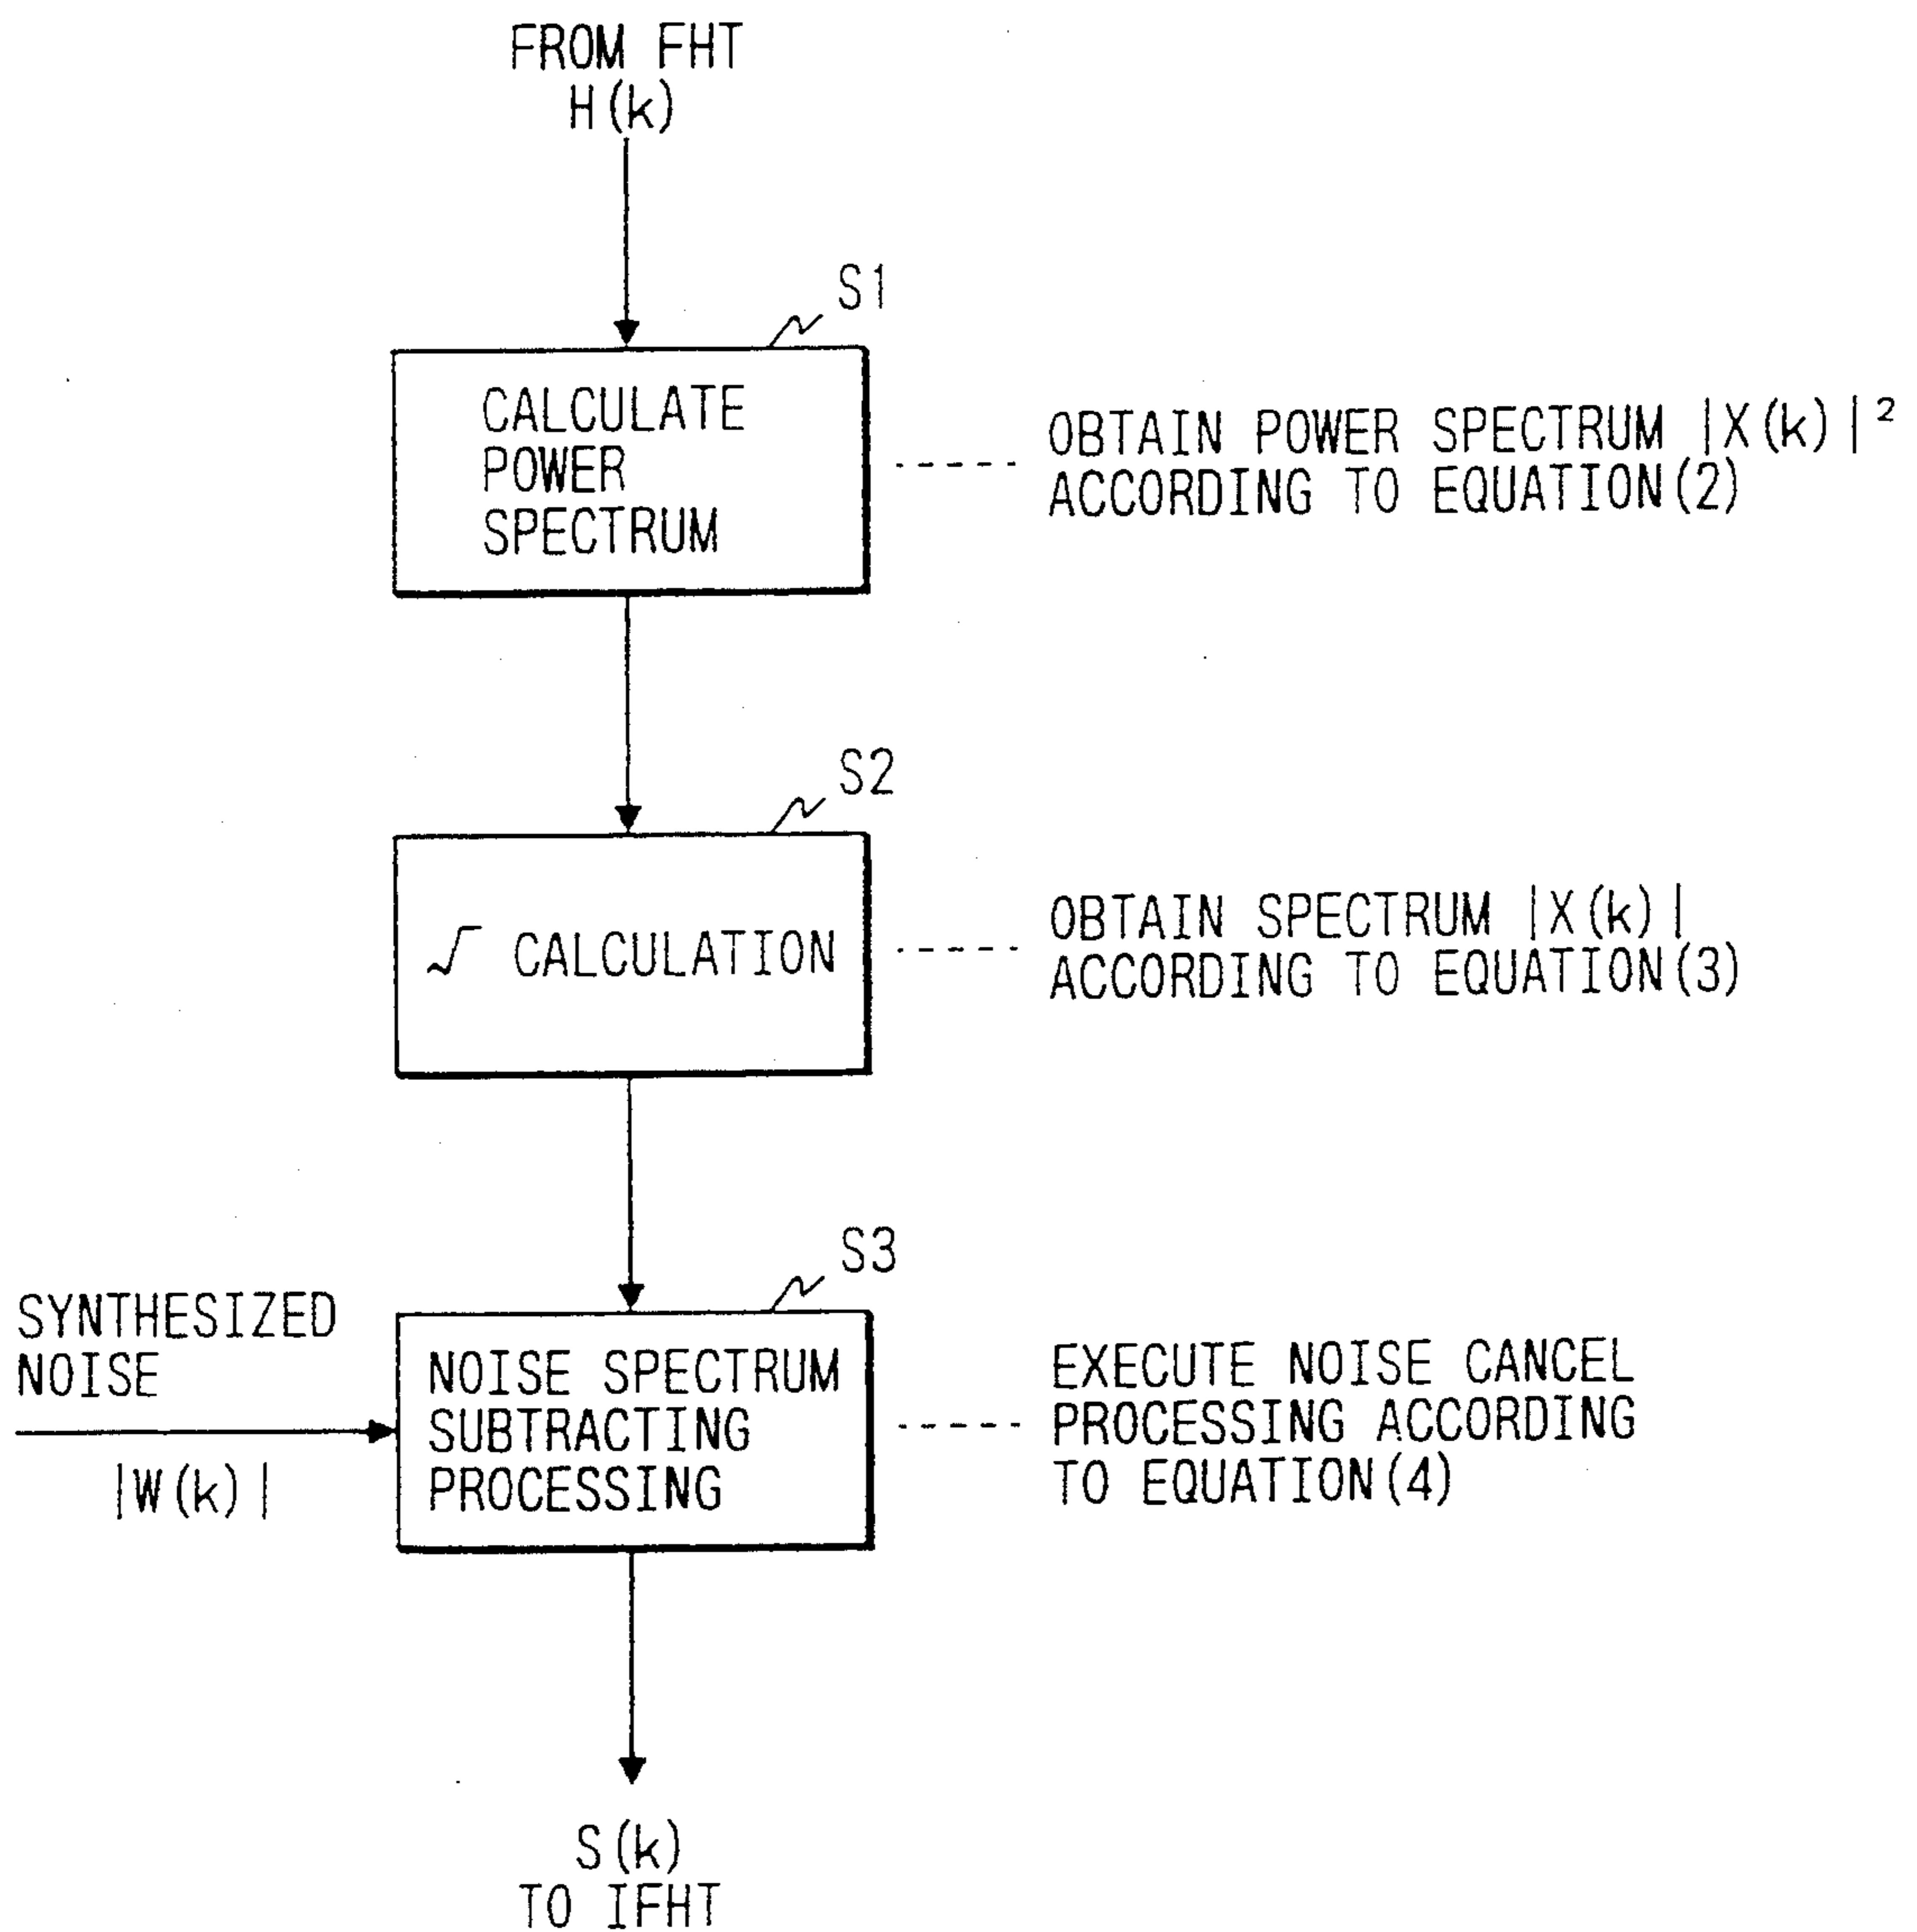 FROM FHT
H(k)
S1
CALCULATE
POWER
SPECTRUM
OBTAIN POWER SPECTRUM |X(k)|²
ACCORDING TO EQUATION(2)
S2
√ CALCULATION
OBTAIN SPECTRUM |X(k)|
ACCORDING TO EQUATION(3)
S3
SYNTHESIZED
NOISE
|W(k)|
NOISE SPECTRUM
SUBTRACTING
PROCESSING
EXECUTE NOISE CANCEL
PROCESSING ACCORDING
TO EQUATION(4)
S(k)
TO IFHT